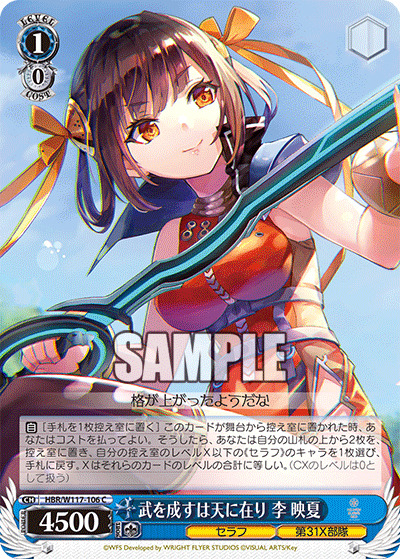 LEVEL
1
0
COST
SAMPLE
格が上がったようだな!
自 [手札を1枚控え室に置く] このカードが舞台から控え室に置かれた時、あ
なたはコストを払ってよい。そうしたら、あなたは自分の山札の上から2枚を、
控え室に置き、自分の控え室のレベルX以下の《セラフ》のキャラを1枚選び、
手札に戻す。Xはそれらのカードのレベルの合計に等しい。(CXのレベルは0と
して扱う)
CH HBR/W117-106 C
4500
武を成すは天に在り 李 映夏
セラフ
第31X部隊
©WFS Developed by WRIGHT FLYER STUDIOS ©VISUAL ARTS/Key